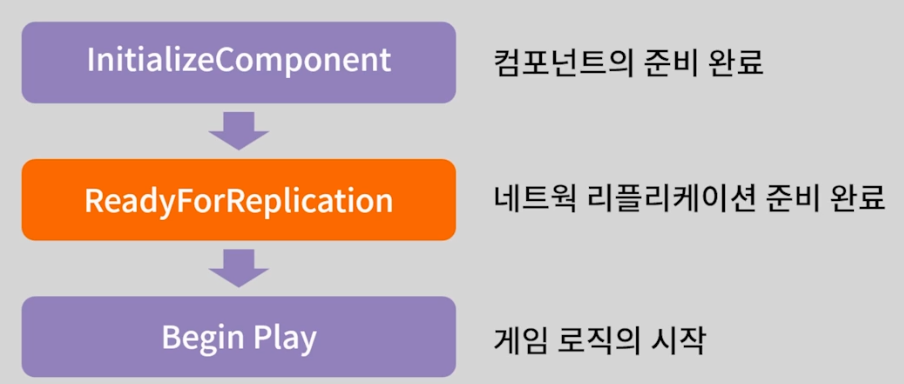 InitializeComponent
컴포넌트의 준비 완료
ReadyForReplication
네트웍 리플리케이션 준비 완료
Begin Play
게임 로직의 시작